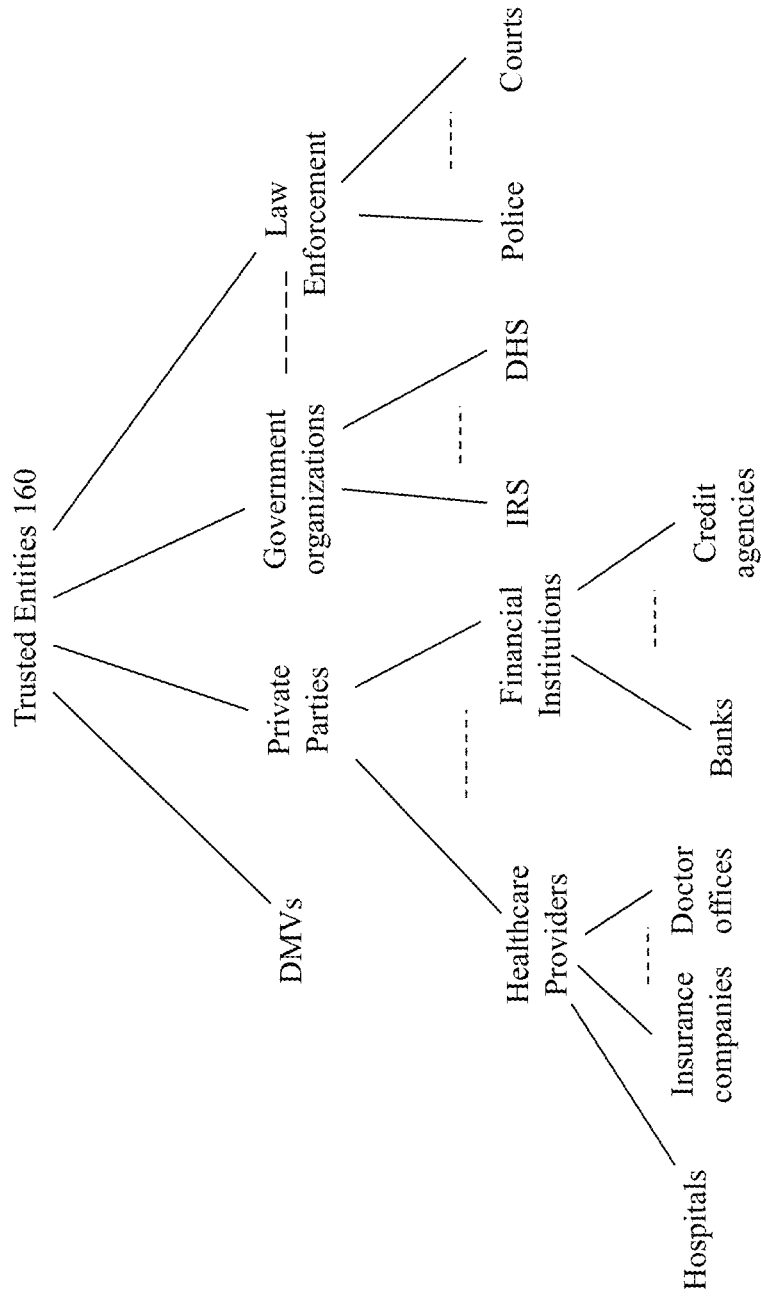 Trusted Entities 160
DMVs
Private
Parties
Government
organizations
Law
Enforcement
Healthcare
Providers
Financial
Institutions
IRS
DHS
Police
Courts
Hospitals
Insurance
companies
Doctor
offices
Banks
Credit
agencies